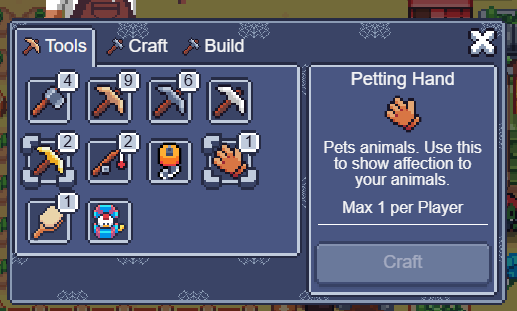 Tools Craft Build
4 9 6
2 2 1
1
Petting Hand
Pets animals. Use this
to show affection to
your animals.
Max 1 per Player
Craft